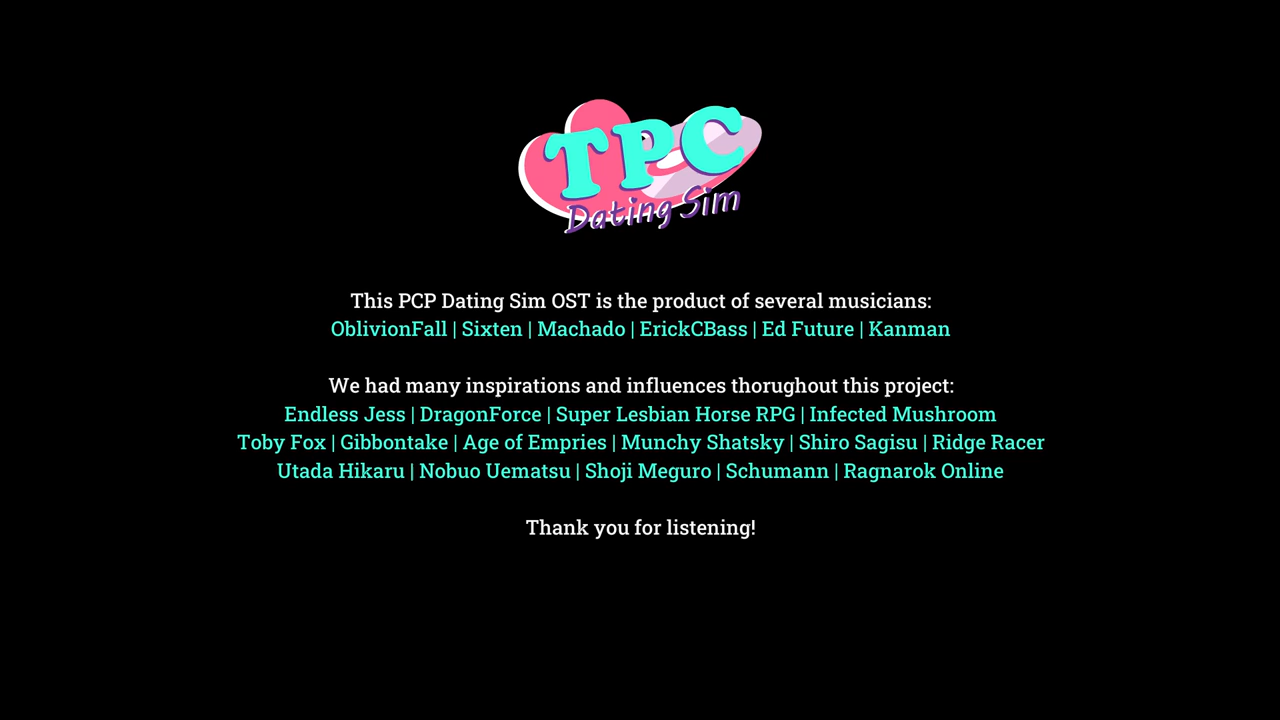 TPC
Dating Sim
This PCP Dating Sim OST is the product of several musicians:
OblivionFall | Sixten | Machado | ErickCBass | Ed Future | Kanman
We had many inspirations and influences thorughout this project:
Endless Jess | DragonForce | Super Lesbian Horse RPG | Infected Mushroom
Toby Fox | Gibbontake | Age of Empries | Munchy Shatsky | Shiro Sagisu | Ridge Racer
Utada Hikaru | Nobuo Uematsu | Shoji Meguro | Schumann | Ragnarok Online
Thank you for listening!